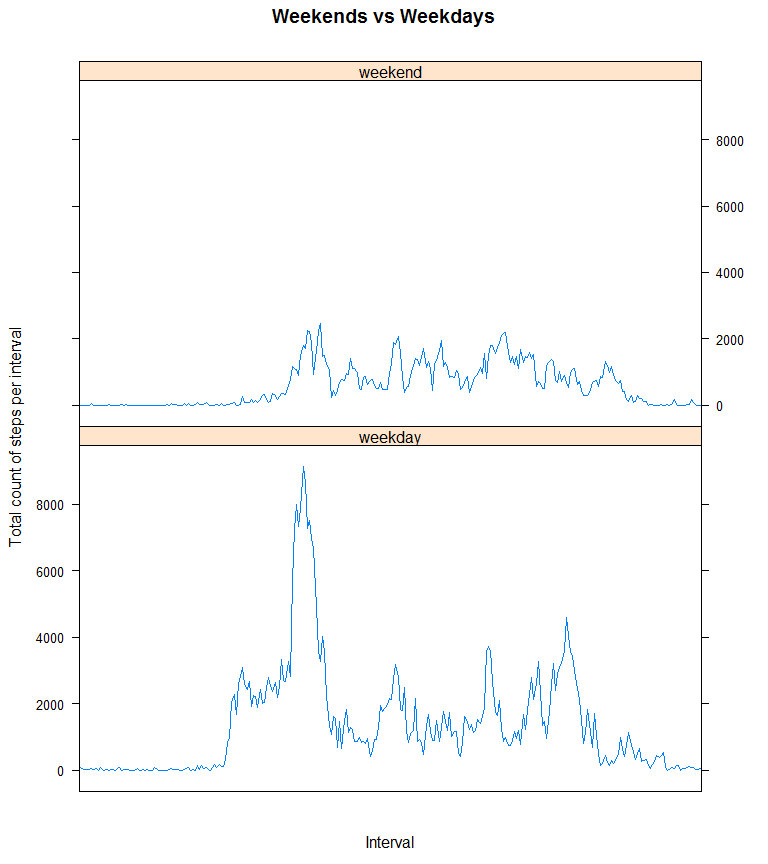 Weekends vs Weekdays
weekend
8000
6000
4000
2000
0
Total count of steps per interval
weekday
8000
6000
4000
2000
0
Interval